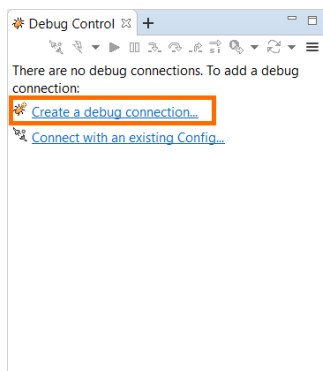 Debug Control
There are no debug connections. To add a debug
connection:
Create a debug connection...
Connect with an existing Config...